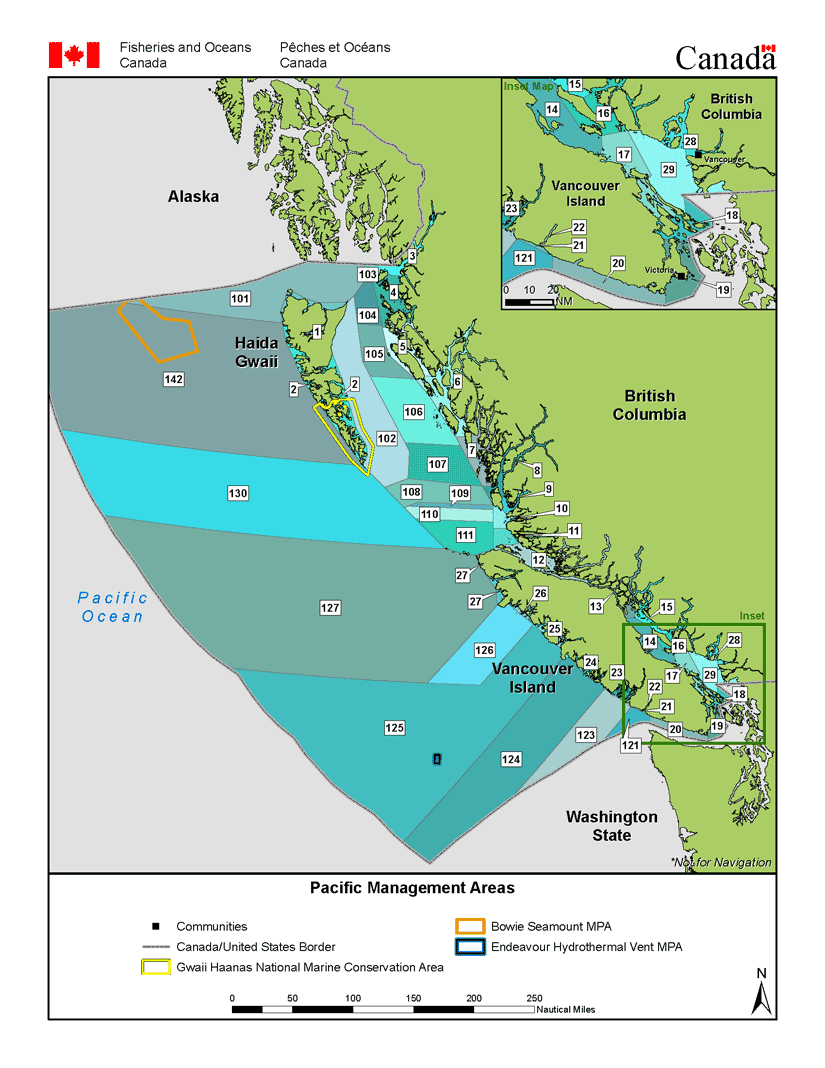 Fisheries and Oceans
Canada
Pêches et Océans
Canada
Canada
Inset Map
15
British
Columbia
14
16
28
17
Vancouver
29
Vancouver
Island
23
22
18
21
121
20
Victoria
19
0 10 20
NM
Alaska
3
103
101
4
104
1
Haida
Gwaii
5
105
142
2
2
6
British
Columbia
106
102
7
107
8
130
108
109
9
110
10
111
11
12
27
Pacific
Ocean
127
27
26
13
15
Inset
25
14
16
28
126
Vancouver
Island
24
23
17
29
22
18
21
125
123
20
19
121
124
Washington
State
*Not for Navigation
Pacific Management Areas
Communities
Bowie Seamount MPA
Canada/United States Border
Endeavour Hydrothermal Vent MPA
Gwaii Haanas National Marine Conservation Area
N
0 50 100 150 200 250
Nautical Miles